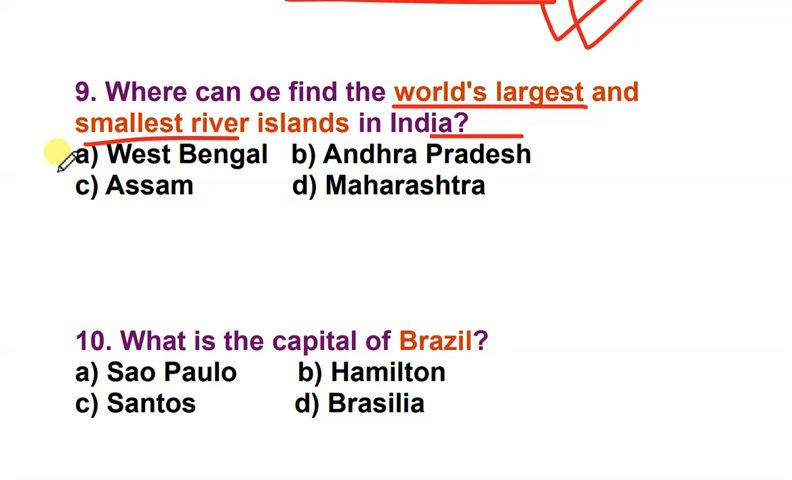 9. Where can oe find the world's largest and
smallest river islands in India?
a) West Bengal b) Andhra Pradesh
c) Assam d) Maharashtra
10. What is the capital of Brazil?
a) Sao Paulo b) Hamilton
c) Santos d) Brasilia